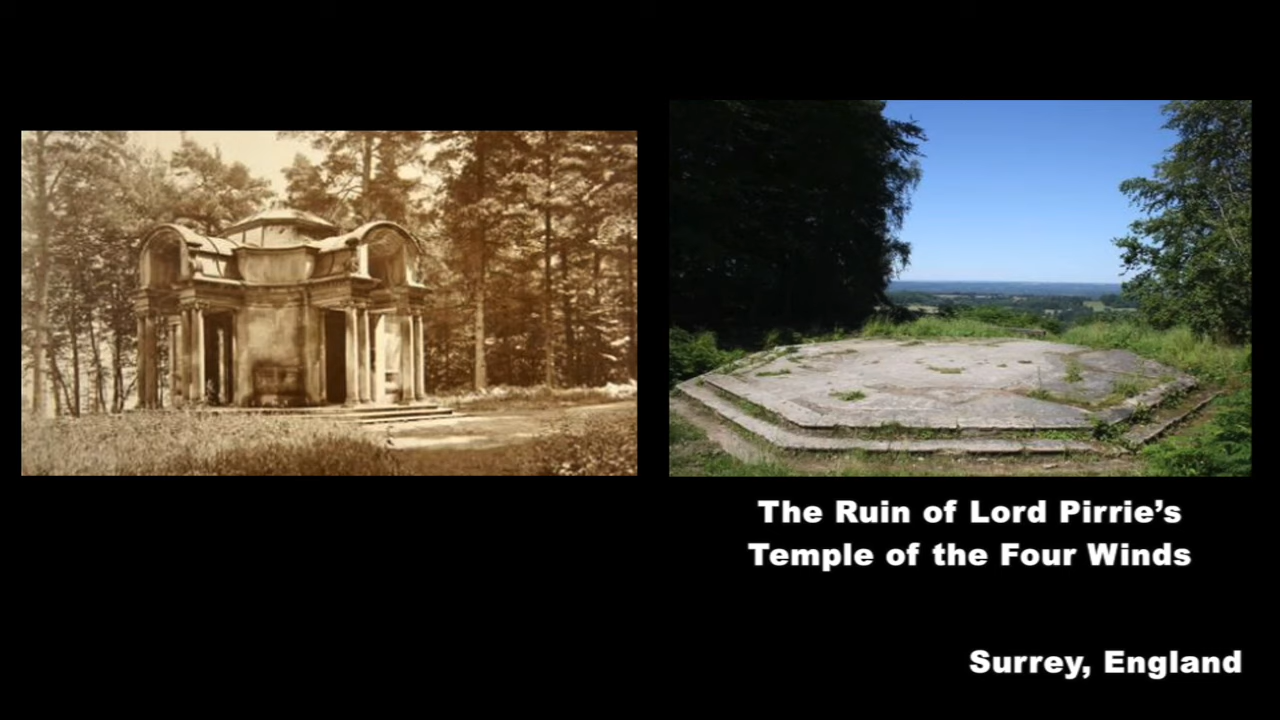 The Ruin of Lord Pirrie’s
Temple of the Four Winds
Surrey, England